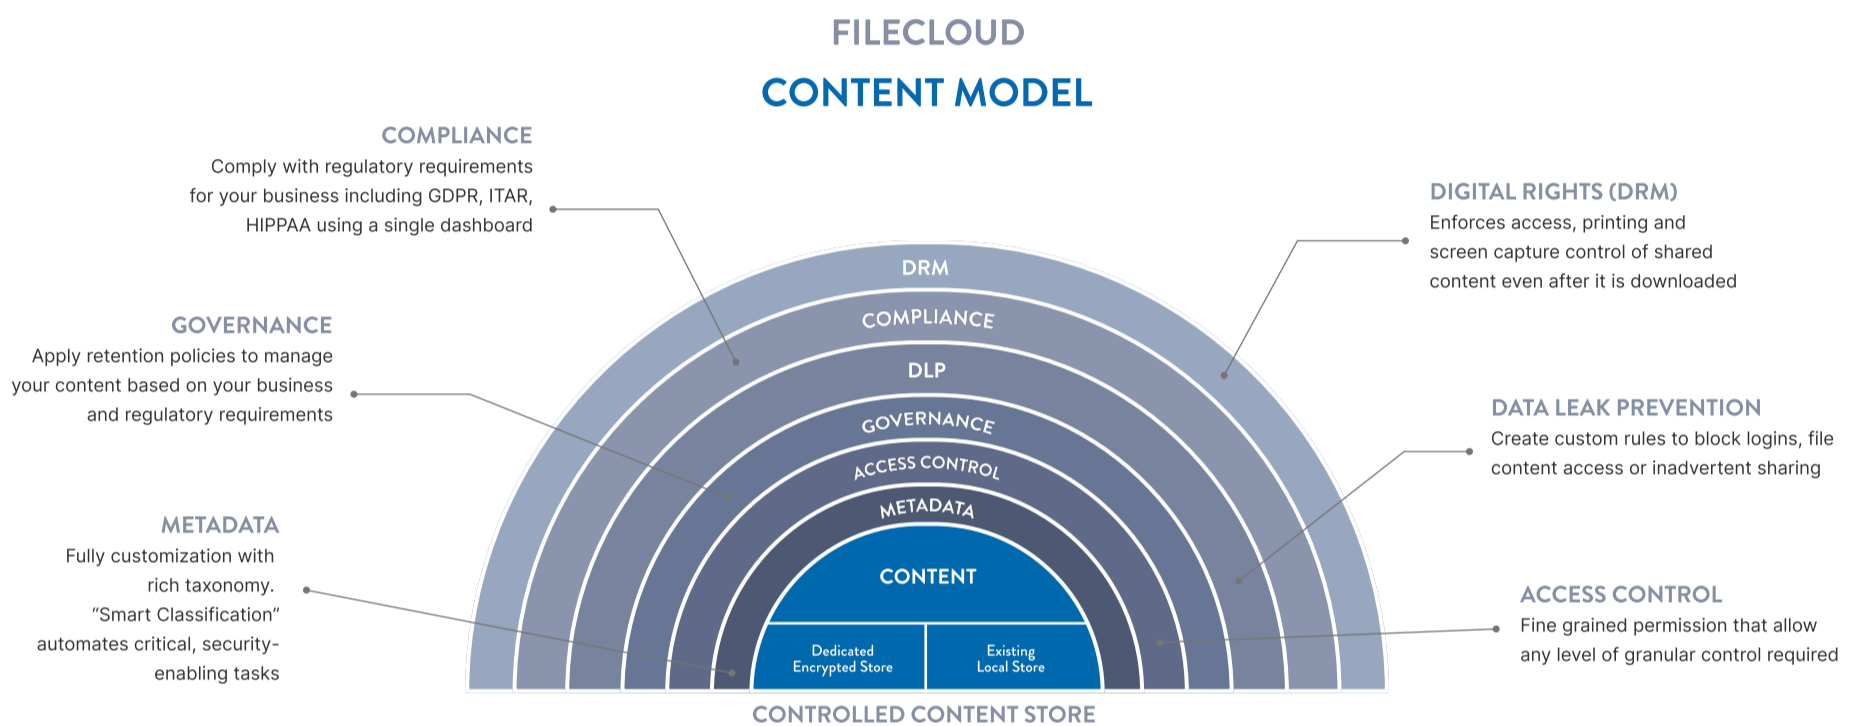 FILECLOUD
CONTENT MODEL
COMPLIANCE
Comply with regulatory requirements
for your business including GDPR, ITAR,
HIPPAA using a single dashboard
GOVERNANCE
Apply retention policies to manage
your content based on your business
and regulatory requirements
METADATA
Fully customization with
rich taxonomy.
“Smart Classification”
automates critical, security-
enabling tasks
DRM
COMPLIANCE
DLP
GOVERNANCE
ACCESS CONTROL
METADATA
CONTENT
Dedicated
Encrypted Store
Existing
Local Store
CONTROLLED CONTENT STORE
DIGITAL RIGHTS (DRM)
Enforces access, printing and
screen capture control of shared
content even after it is downloaded
DATA LEAK PREVENTION
Create custom rules to block logins, file
content access or inadvertent sharing
ACCESS CONTROL
Fine grained permission that allow
any level of granular control required